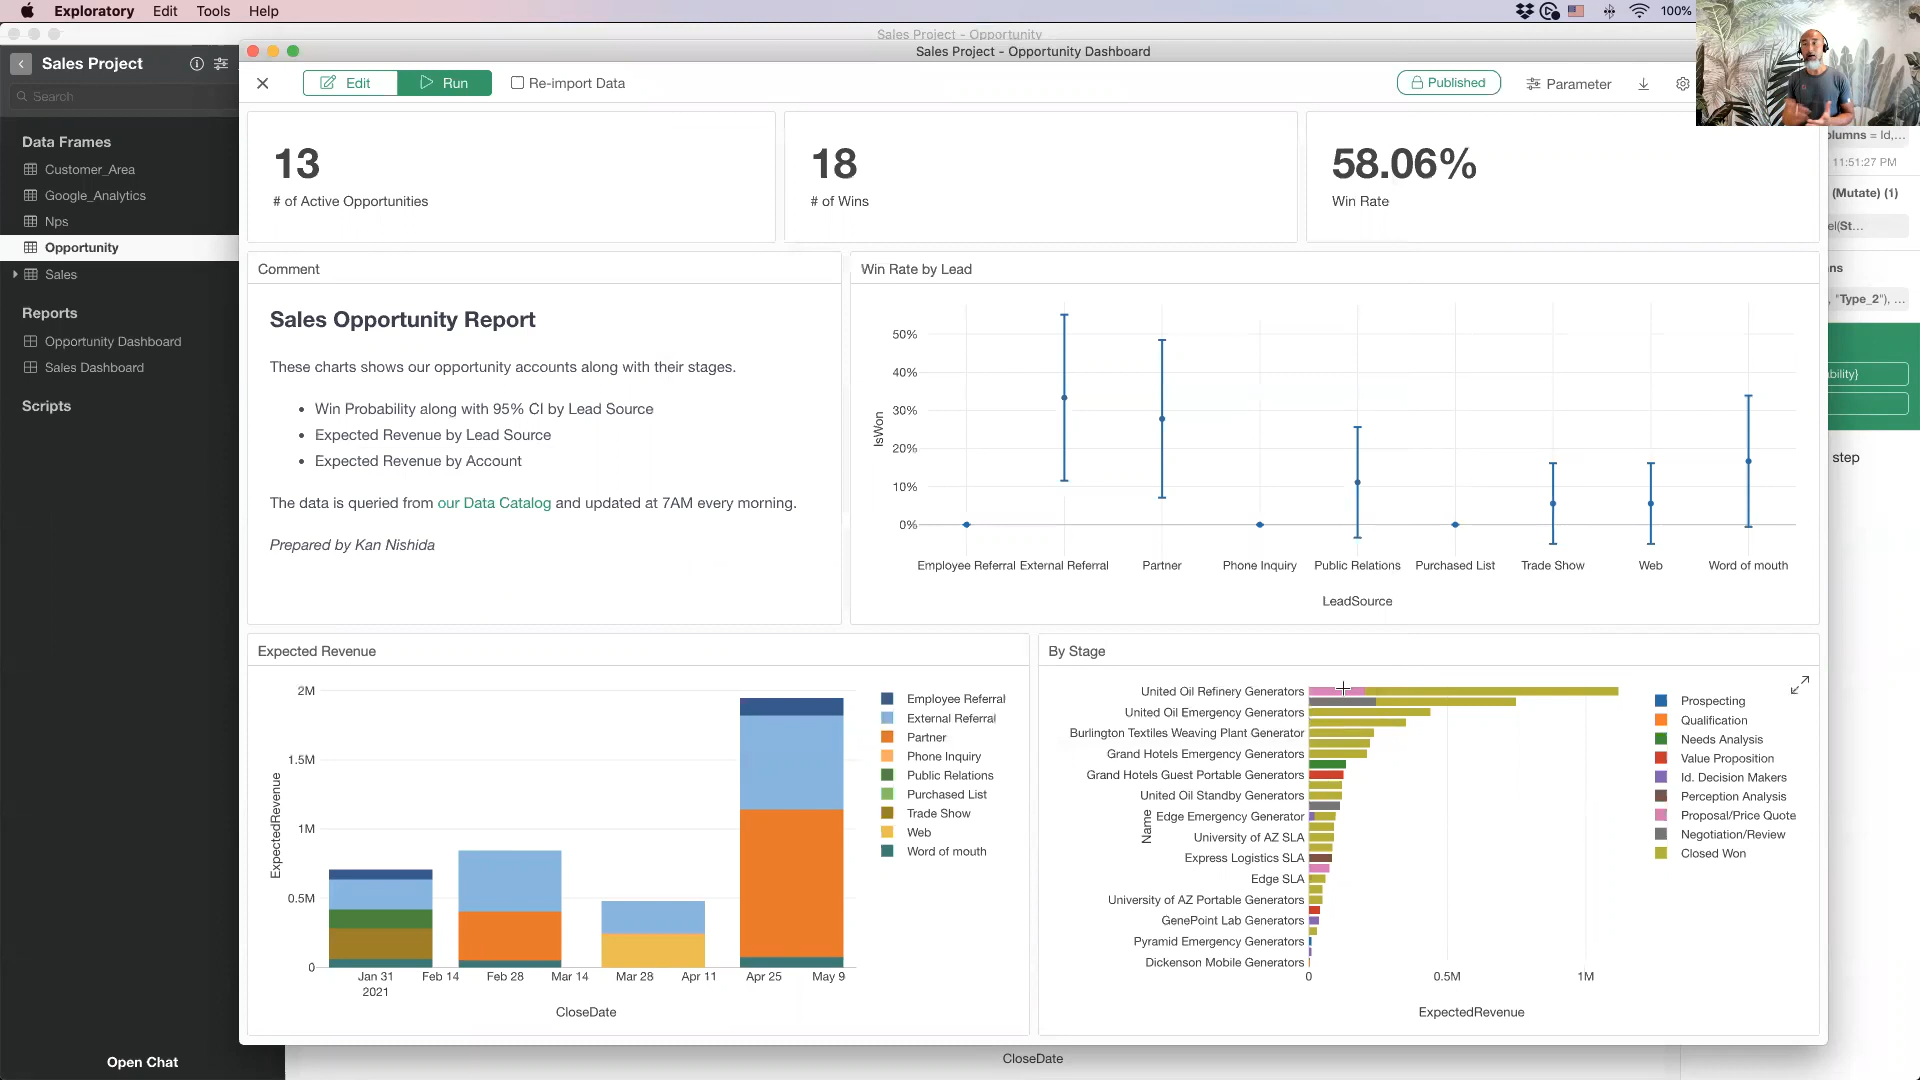 Exploratory Edit Tools Help
100%
Sales Project - Opportunity
Sales Project - Opportunity Dashboard
Sales Project
Search
Data Frames
Customer_Area
Google_Analytics
Nps
Opportunity
Sales
Reports
Opportunity Dashboard
Sales Dashboard
Scripts
Open Chat
Edit
Run
Re-import Data
Published
Parameter
13
# of Active Opportunities
18
# of Wins
58.06%
Win Rate
Comment
Sales Opportunity Report
These charts shows our opportunity accounts along with their stages.
• Win Probability along with 95% CI by Lead Source
• Expected Revenue by Lead Source
• Expected Revenue by Account
The data is queried from our Data Catalog and updated at 7AM every morning.
Prepared by Kan Nishida
Win Rate by Lead
IsWon
50%
40%
30%
20%
10%
0%
Employee Referral External Referral Partner Phone Inquiry Public Relations Purchased List Trade Show Web Word of mouth
LeadSource
Expected Revenue
ExpectedRevenue
2M
1.5M
1M
0.5M
0
Jan 31 Feb 14 Feb 28 Mar 14 Mar 28 Apr 11 Apr 25 May 9
2021
CloseDate
Employee Referral
External Referral
Partner
Phone Inquiry
Public Relations
Purchased List
Trade Show
Web
Word of mouth
By Stage
Name
United Oil Refinery Generators
United Oil Emergency Generators
Burlington Textiles Weaving Plant Generator
Grand Hotels Emergency Generators
Grand Hotels Guest Portable Generators
United Oil Standby Generators
Edge Emergency Generator
University of AZ SLA
Express Logistics SLA
Edge SLA
University of AZ Portable Generators
GenePoint Lab Generators
Pyramid Emergency Generators
Dickenson Mobile Generators
0 0.5M 1M
ExpectedRevenue
Prospecting
Qualification
Needs Analysis
Value Proposition
Id. Decision Makers
Perception Analysis
Proposal/Price Quote
Negotiation/Review
Closed Won
olumns = Id,...
11:51:27 PM
(Mutate) (1)
el(St...
ns
, "Type_2"), ...
bility}
step
CloseDate